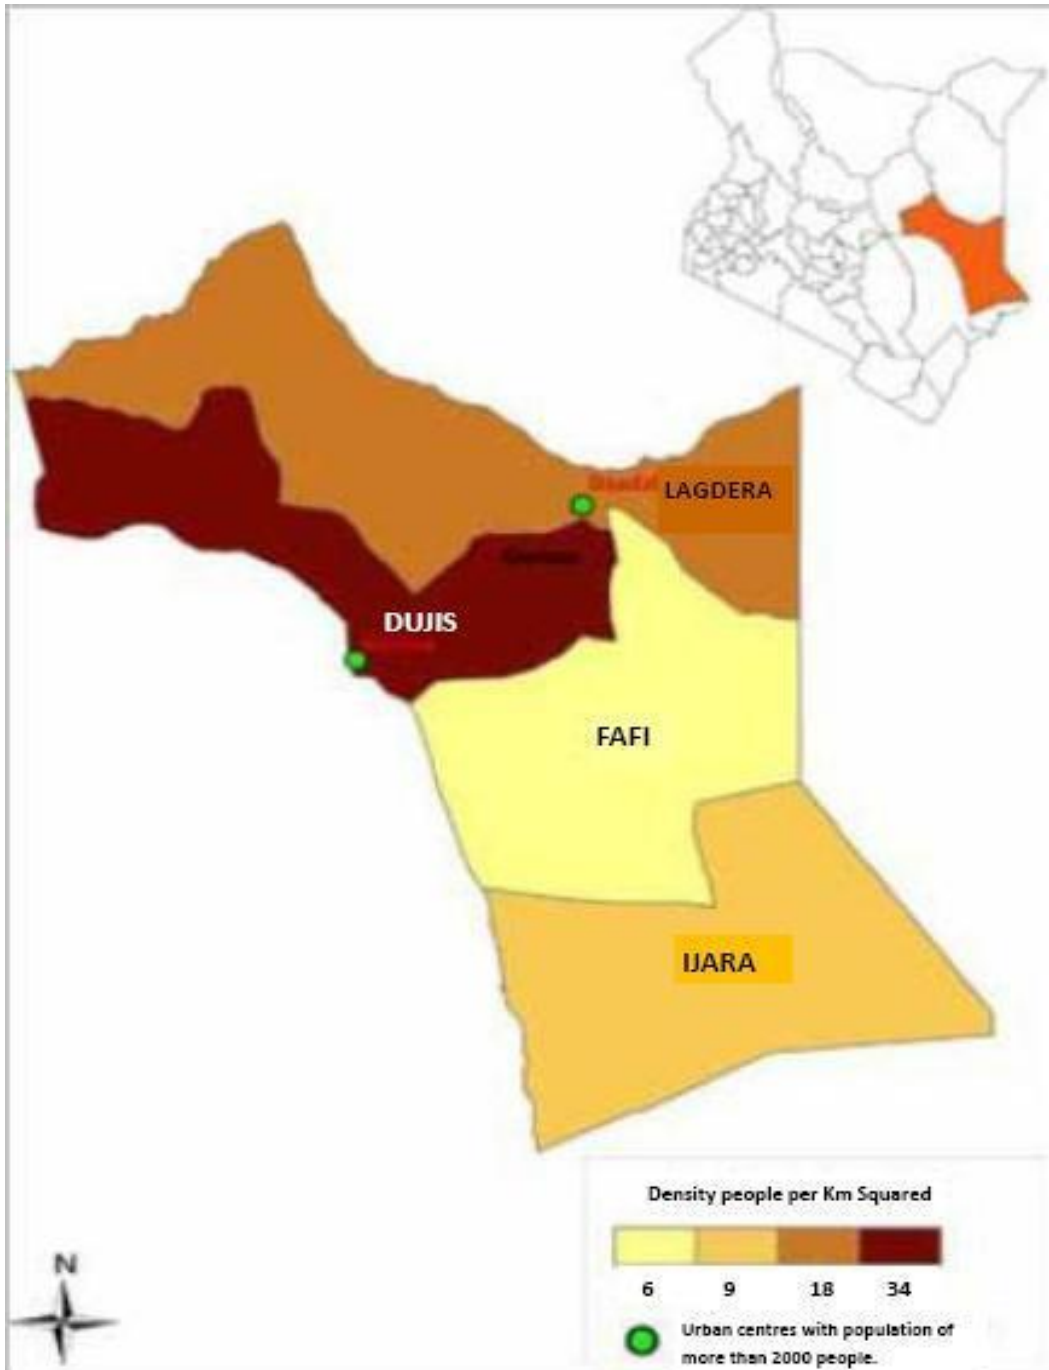 LAGDERA
DUJIS
FAFI
IJARA
Density people per Km Squared
6 9 18 34
N
Urban centres with population of
more than 2000 people.